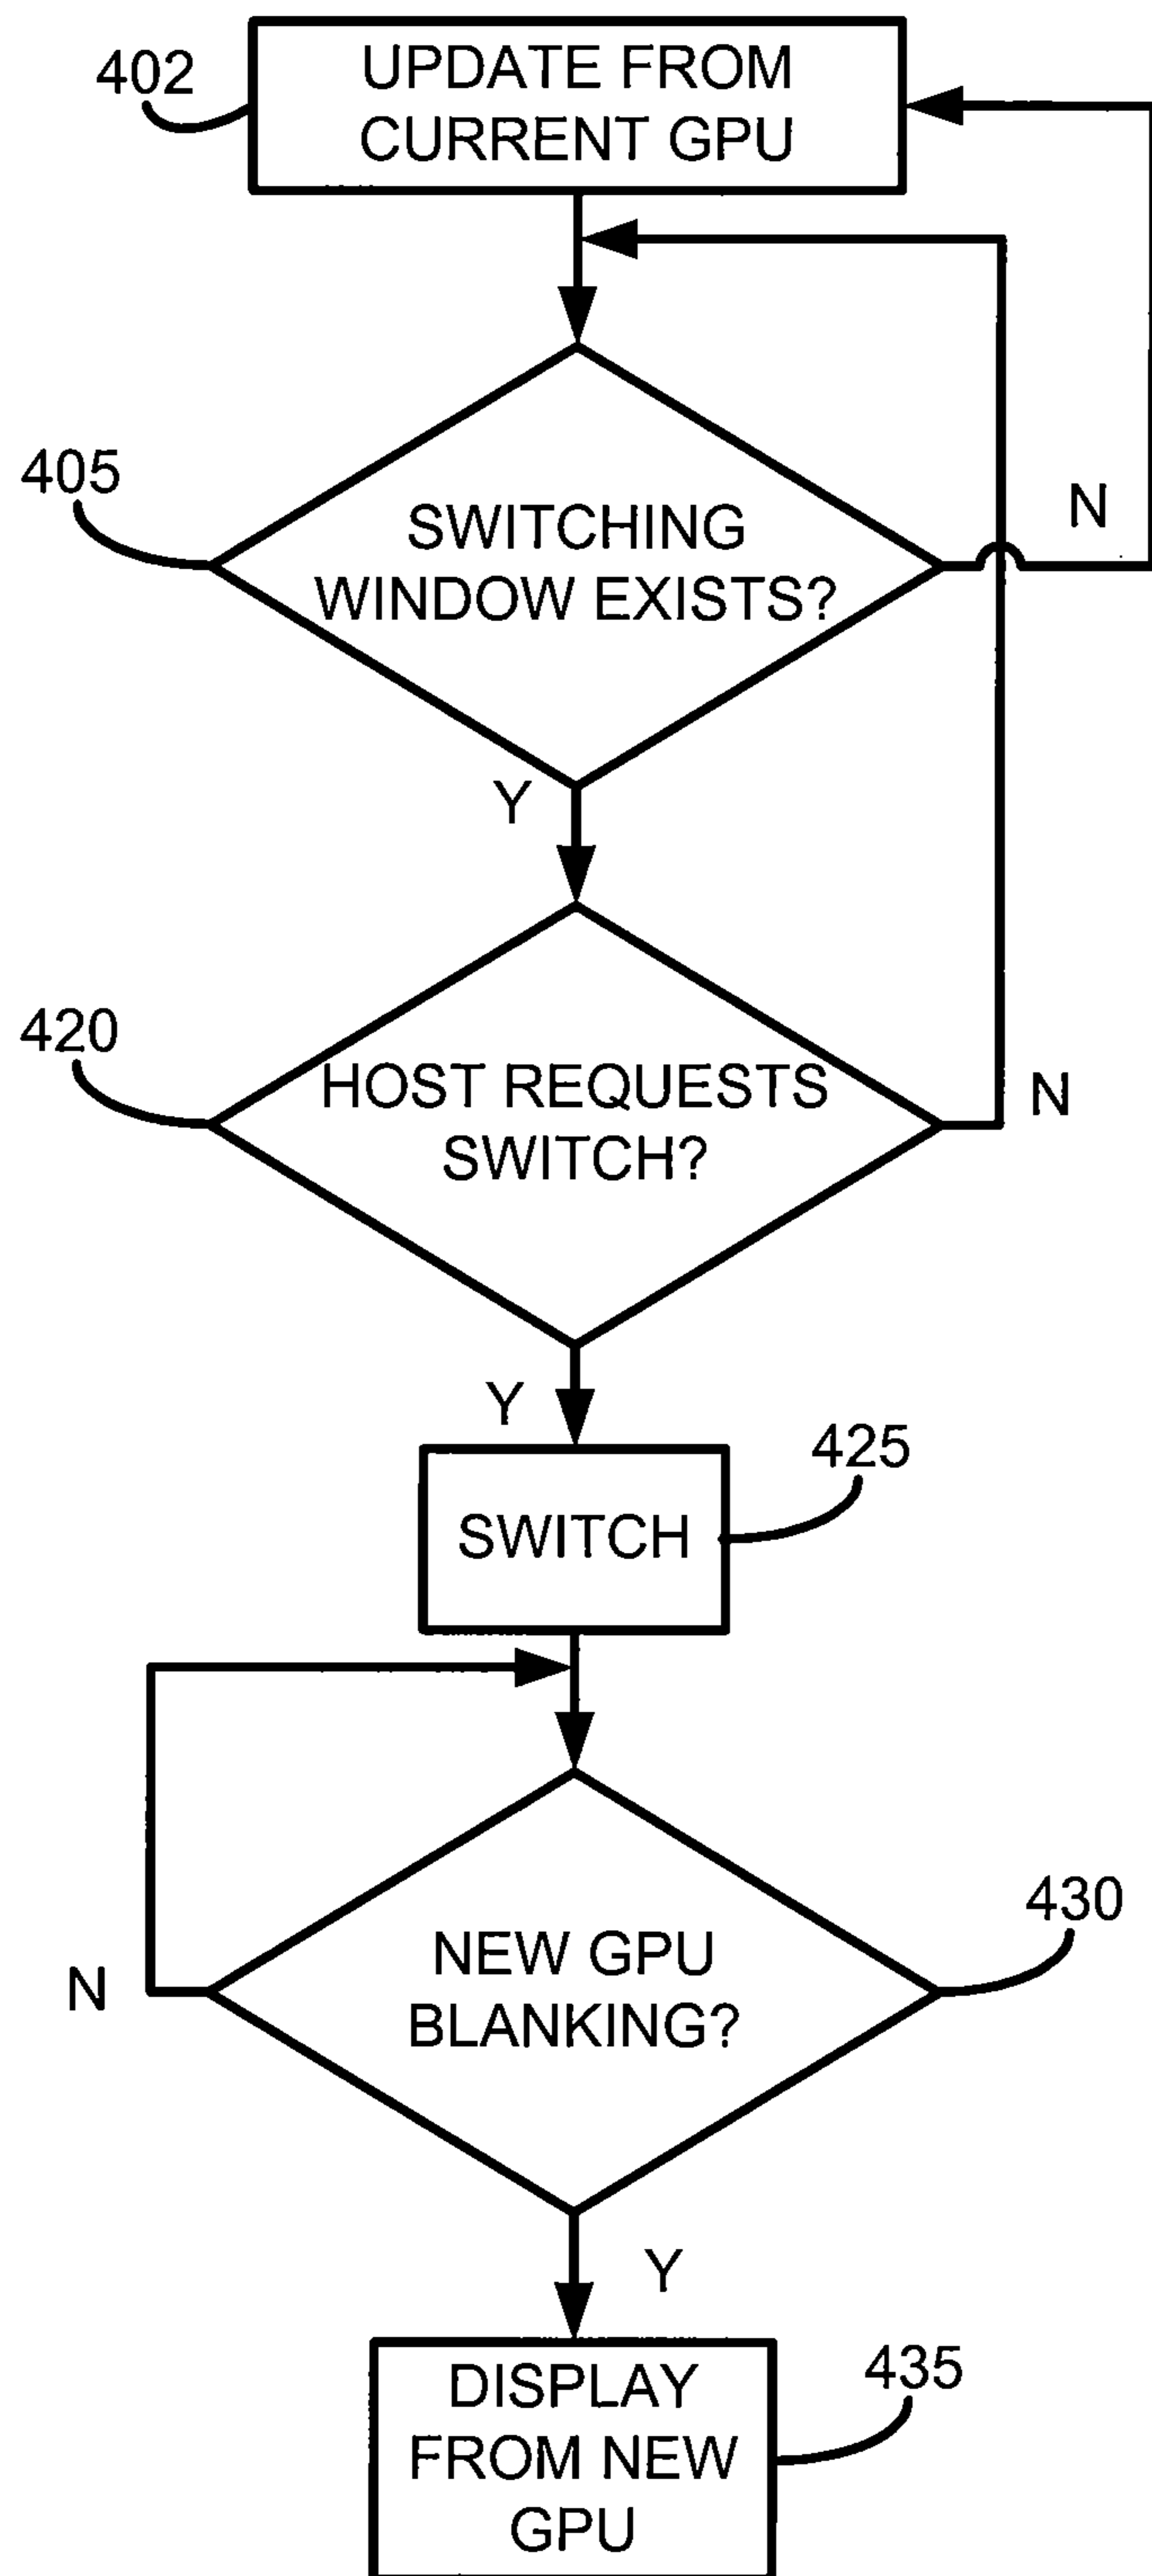 402
UPDATE FROM
CURRENT GPU
405
SWITCHING
WINDOW EXISTS?
N
Y
420
HOST REQUESTS
SWITCH?
N
Y
425
SWITCH
430
NEW GPU
BLANKING?
N
Y
435
DISPLAY
FROM NEW
GPU